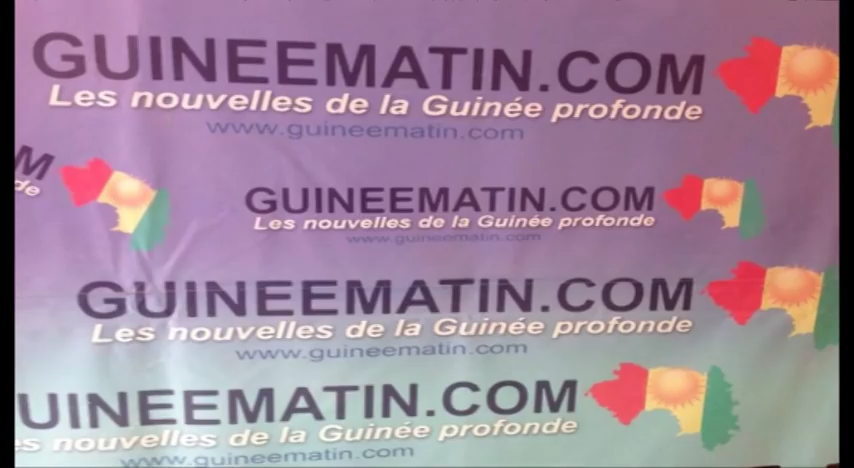 GUINEEMATIN.COM
Les nouvelles de la Guinée profonde
www.guineematin.com
M
de
GUINEEMATIN.COM
Les nouvelles de la Guinée profonde
www.guineematin.com
GUINEEMATIN.COM
Les nouvelles de la Guinée profonde
www.guineematin.com
UINEEMATIN.COM
es nouvelles de la Guinée profonde
www.guineematin.com